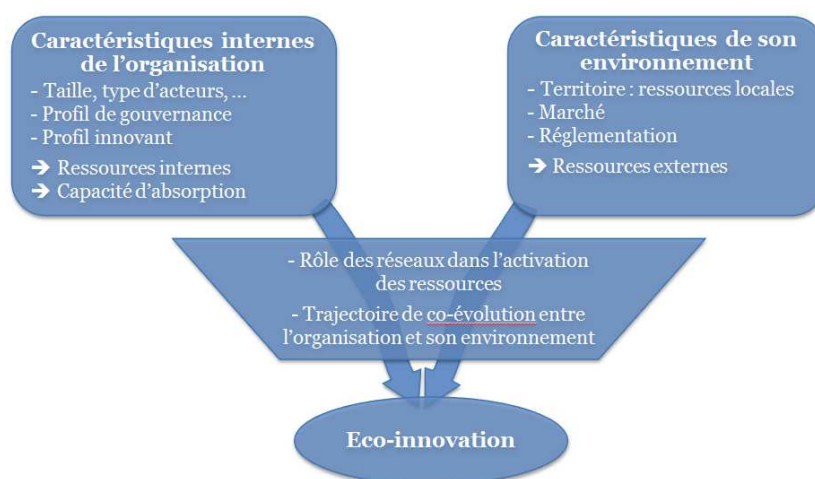 Caractéristiques internes
de l'organisation
- Taille, type d'acteurs, ...
- Profil de gouvernance
- Profil innovant
➔ Ressources internes
➔ Capacité d'absorption
Caractéristiques de son
environnement
- Territoire : ressources locales
- Marché
- Réglementation
➔ Ressources externes
- Rôle des réseaux dans l'activation
des ressources
- Trajectoire de co-évolution entre
l'organisation et son environnement
Eco-innovation